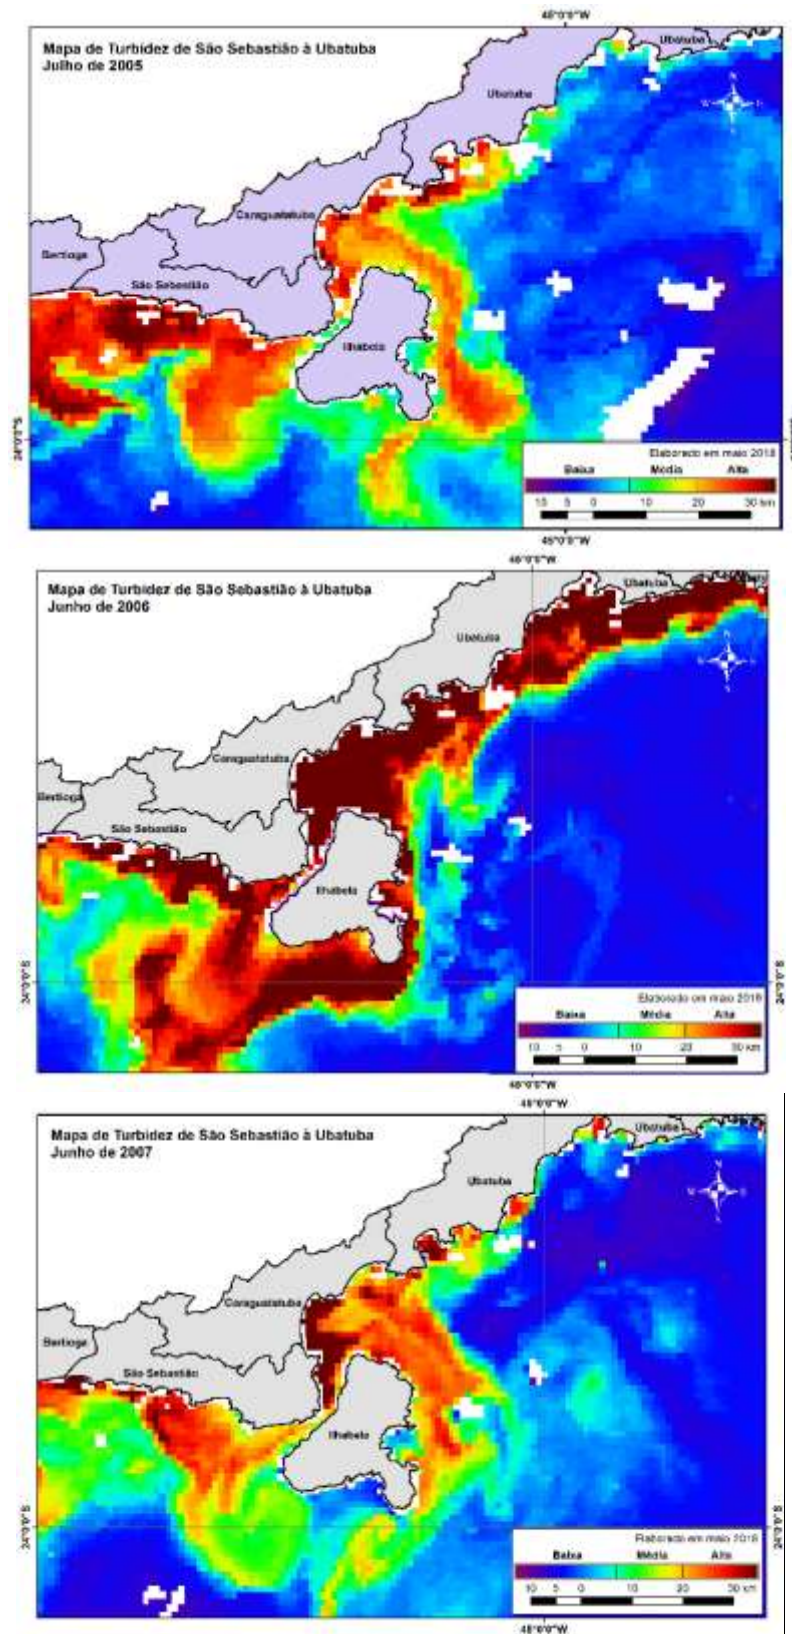 45°0'0"W
Mapa de Turbidez de São Sebastião à Ubatuba
Julho de 2005
Ubatuba
Ubatuba
Caraguatatuba
Bertioga
São Sebastião
Ilhabela
24°0'0"S
Elaborado em maio 2018
Baixa Média Alta
10 5 0 10 20 30 km
45°0'0"W
45°0'0"W
Mapa de Turbidez de São Sebastião à Ubatuba
Junho de 2006
Ubatuba
Ubatuba
Caraguatatuba
Bertioga
São Sebastião
Ilhabela
24°0'0"S
24°0'0"S
Elaborado em maio 2018
Baixa Média Alta
10 5 0 10 20 30 km
45°0'0"W
45°0'0"W
Mapa de Turbidez de São Sebastião à Ubatuba
Junho de 2007
Ubatuba
Ubatuba
Caraguatatuba
Bertioga
São Sebastião
Ilhabela
24°0'0"S
24°0'0"S
Elaborado em maio 2018
Baixa Média Alta
10 5 0 10 20 30 km
45°0'0"W